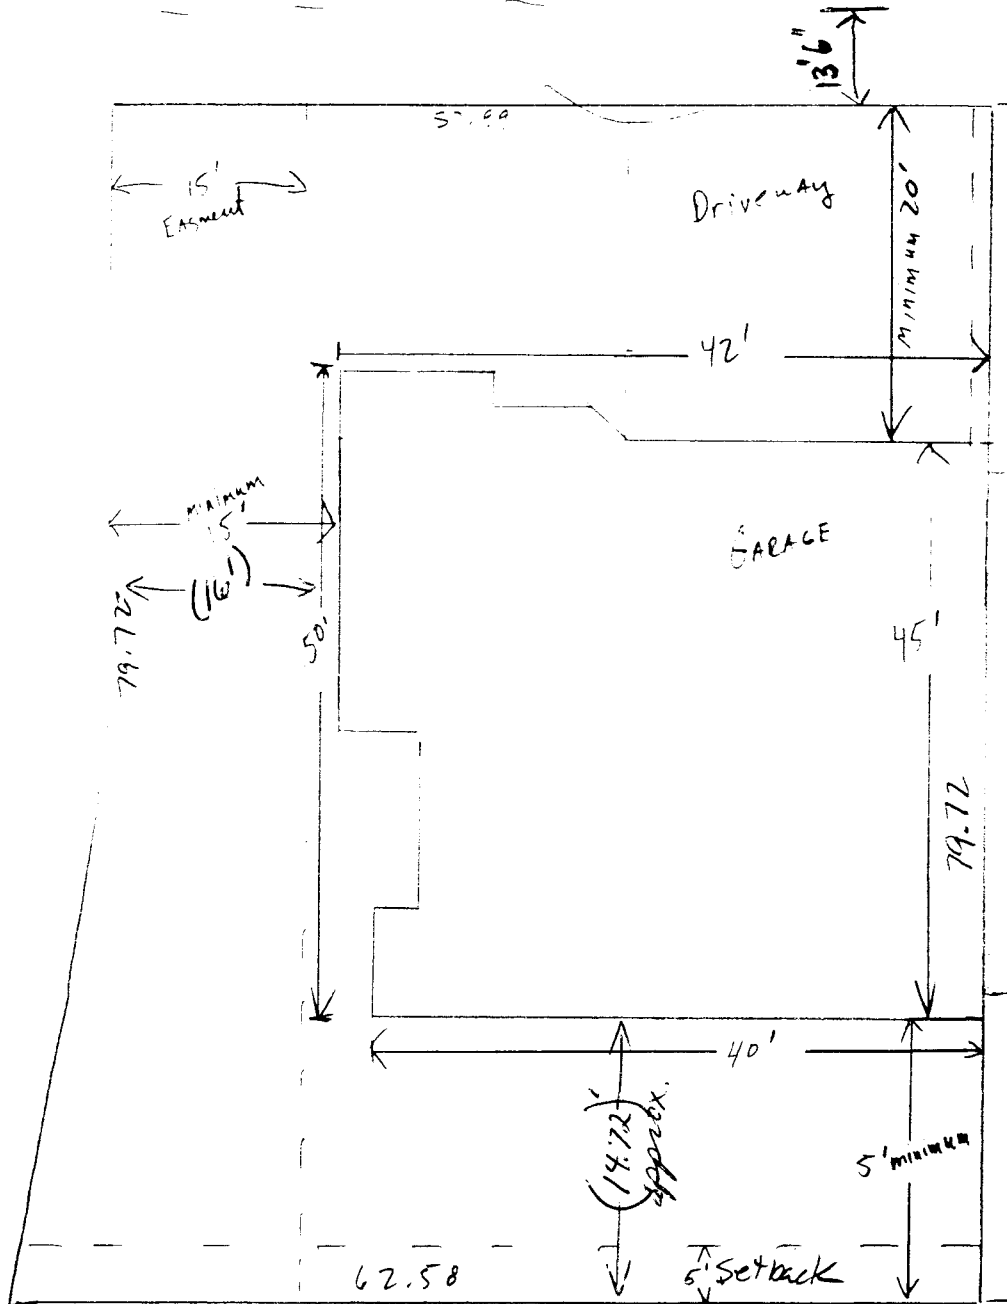 13'6"
15'
Easment
Driveway
Minimum 20'
42'
minimum
15'
(16')
79.72
50'
GARAGE
45'
79.72
40'
(14.72'
approx.)
5' minimum
5' Setback
62.58